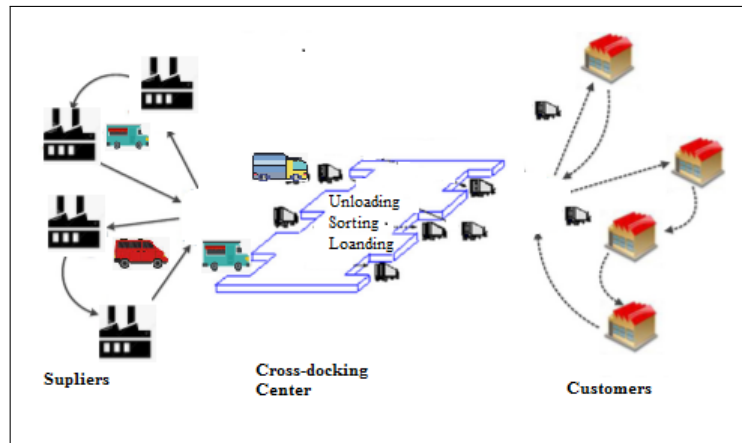 Unloading
Sorting -
Loanding
Supliers
Cross-docking
Center
Customers